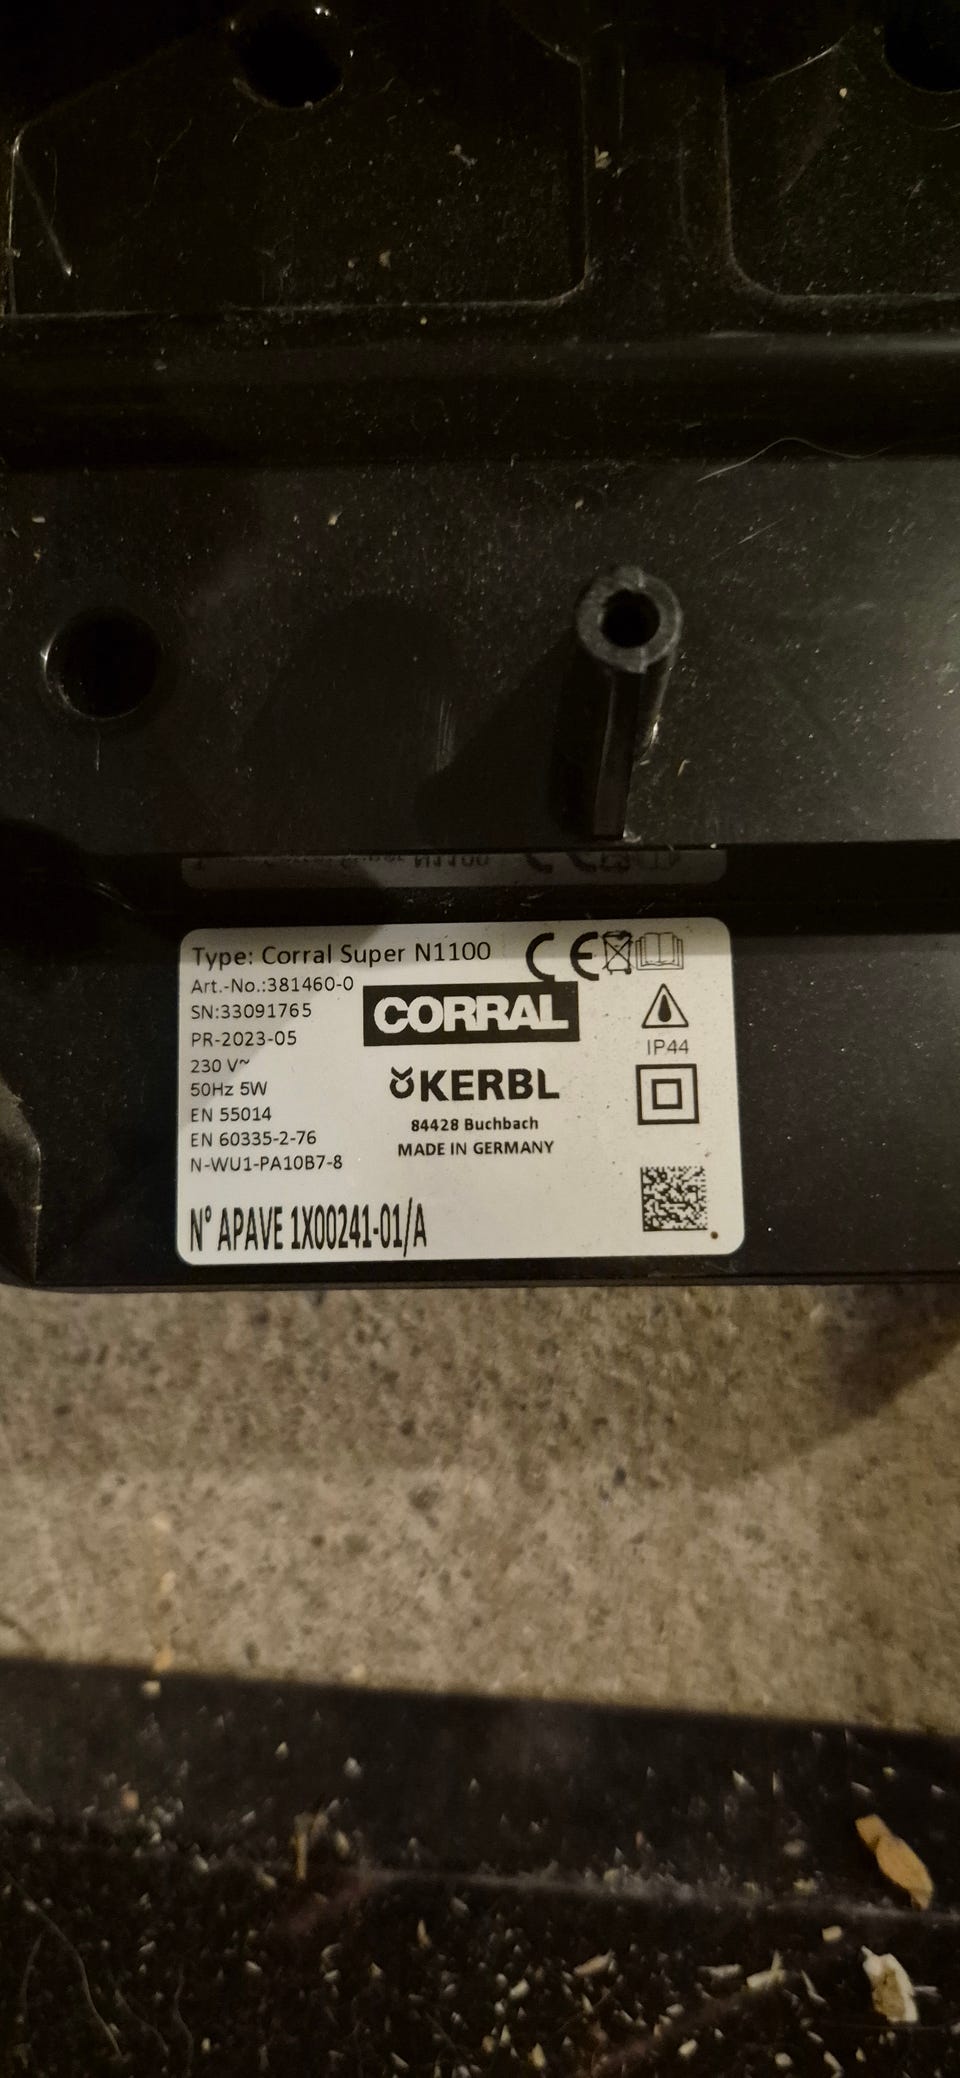 Type: Corral Super N1100
CE
Art.-No.:381460-0
SN:33091765
PR-2023-05
230 V~
50Hz 5W
EN 55014
EN 60335-2-76
N-WU1-PA10B7-8
CORRAL
KERBL
84428 Buchbach
MADE IN GERMANY
IP44
N° APAVE 1X00241-01/A